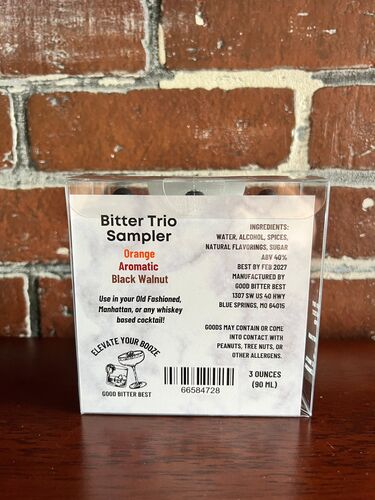 Bitter Trio
Sampler
Orange
Aromatic
Black Walnut
Use in your Old Fashioned,
Manhattan, or any whiskey
based cocktail!
ELEVATE YOUR BOOZE
GOOD BITTER BEST
INGREDIENTS:
WATER, ALCOHOL, SPICES,
NATURAL FLAVORINGS, SUGAR
ABV 40%
BEST BY FEB 2027
MANUFACTURED BY
GOOD BITTER BEST
1307 SW US 40 HWY
BLUE SPRINGS, MO 64015
GOODS MAY CONTAIN OR COME
INTO CONTACT WITH
PEANUTS, TREE NUTS, OR
OTHER ALLERGENS.
66584728
3 OUNCES
(90 ML)